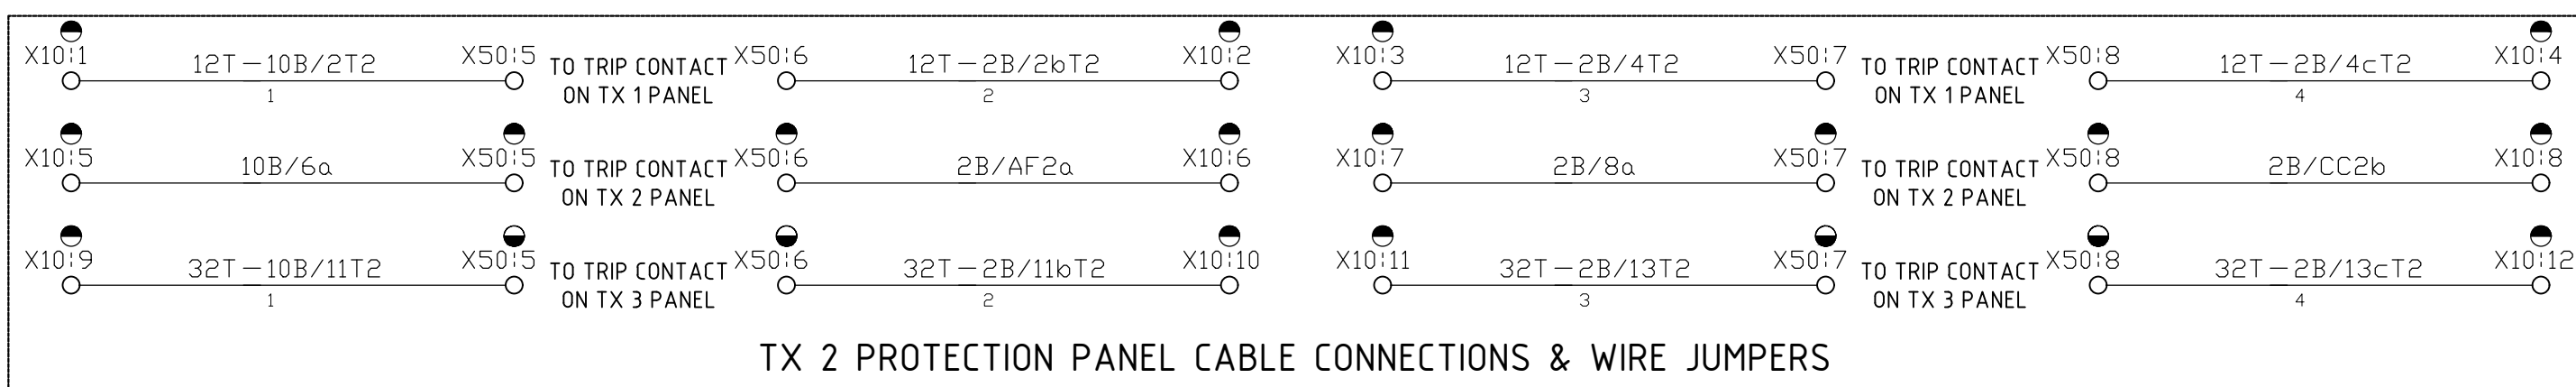 X10:1 12T-10B/2T2 X50:5 TO TRIP CONTACT X50:6 12T-2B/2bT2 X10:2 X10:3 12T-2B/4T2 X50:7 TO TRIP CONTACT X50:8 12T-2B/4cT2 X10:4
1 ON TX 1 PANEL 2 3 ON TX 1 PANEL 4
X10:5 10B/6a X50:5 TO TRIP CONTACT X50:6 2B/AF2a X10:6 X10:7 2B/8a X50:7 TO TRIP CONTACT X50:8 2B/CC2b X10:8
ON TX 2 PANEL ON TX 2 PANEL
X10:9 32T-10B/11T2 X50:5 TO TRIP CONTACT X50:6 32T-2B/11bT2 X10:10 X10:11 32T-2B/13T2 X50:7 TO TRIP CONTACT X50:8 32T-2B/13cT2 X10:12
1 ON TX 3 PANEL 2 3 ON TX 3 PANEL 4
TX 2 PROTECTION PANEL CABLE CONNECTIONS & WIRE JUMPERS